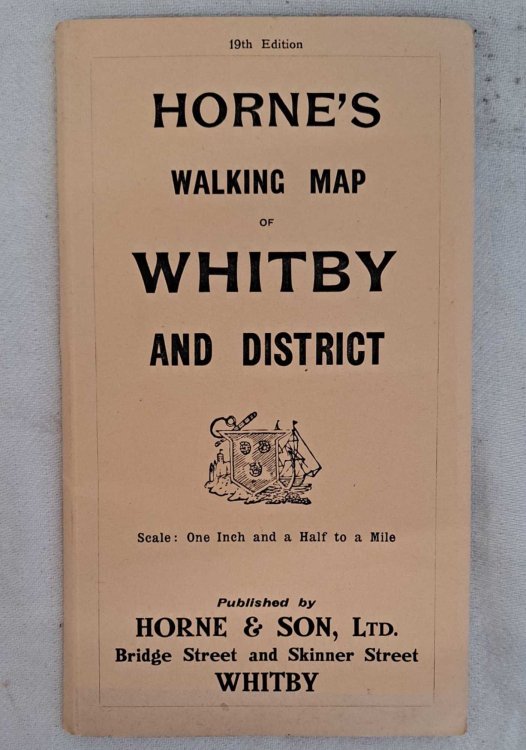 19th Edition
HORNE'S
WALKING MAP
OF
WHITBY
AND DISTRICT
Scale: One Inch and a Half to a Mile
Published by
HORNE & SON, LTD.
Bridge Street and Skinner Street
WHITBY